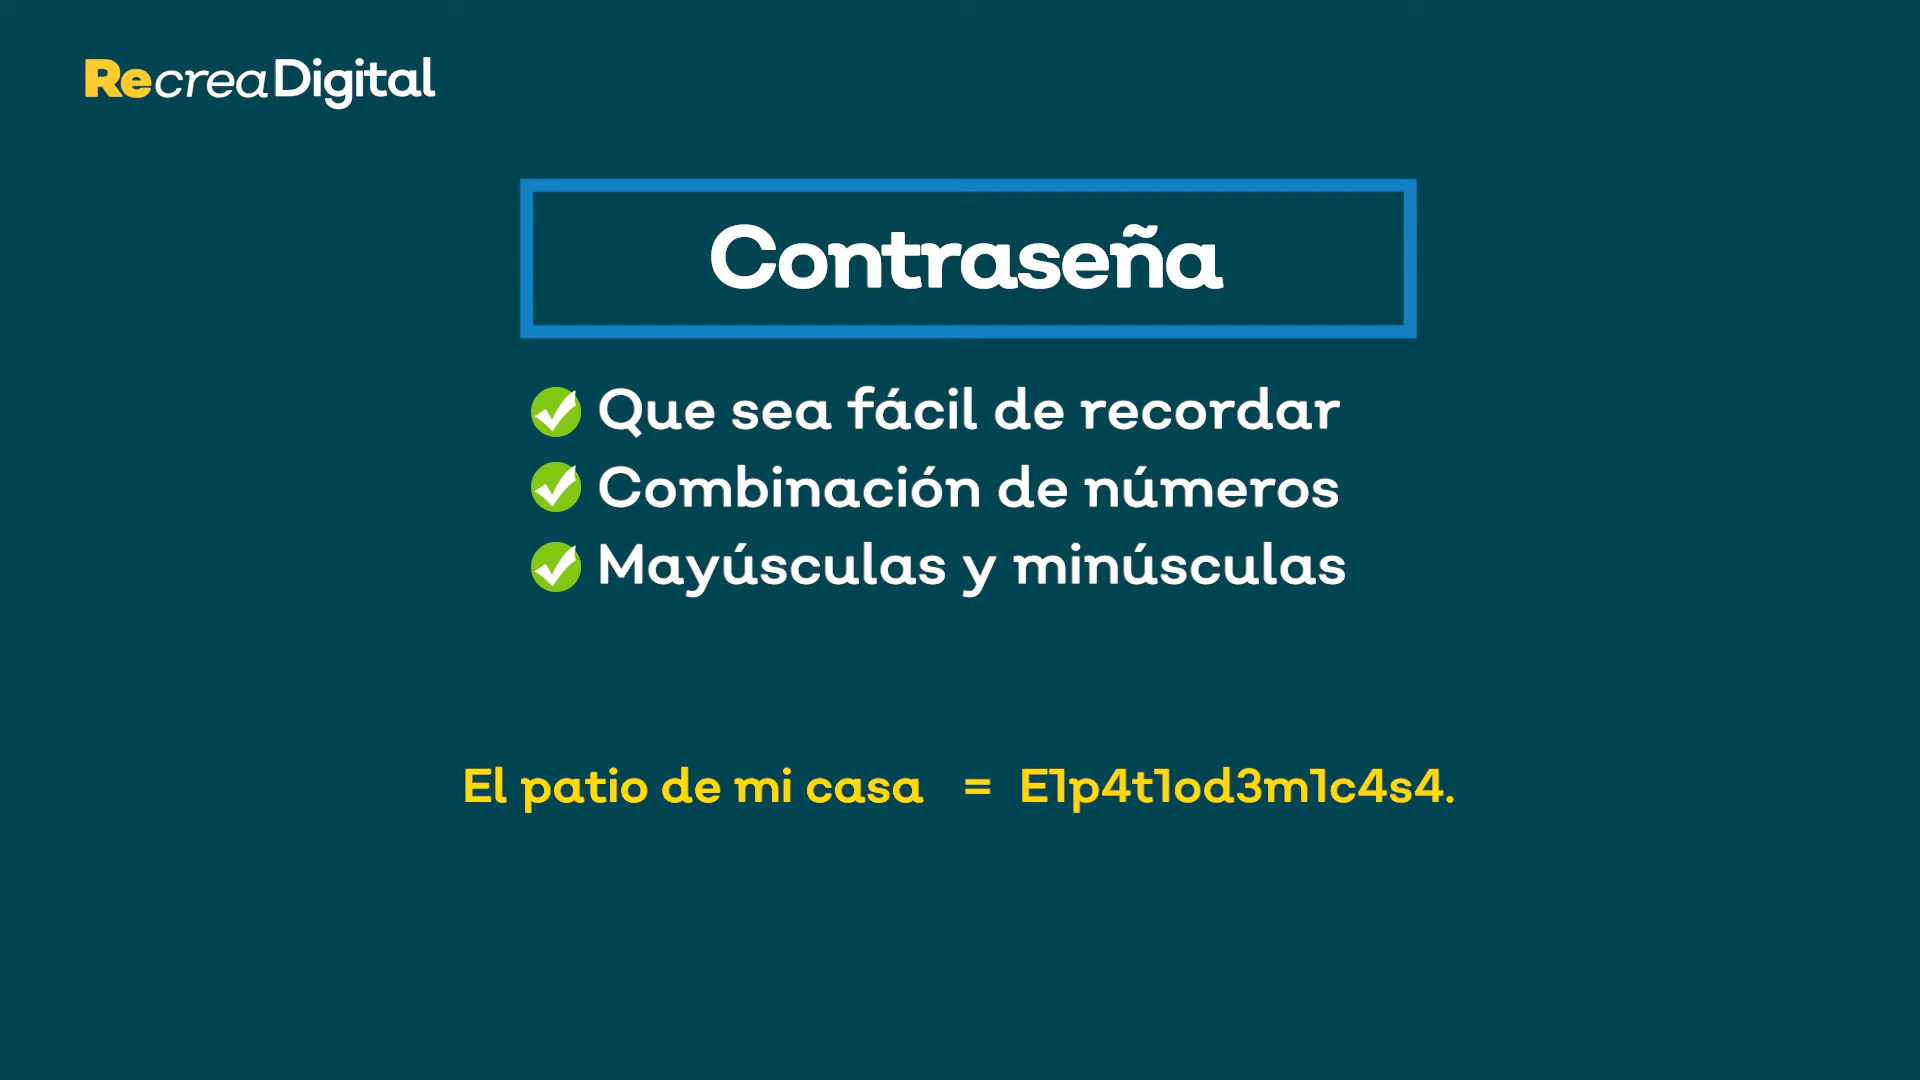 RecreaDigital
Contraseña
Que sea fácil de recordar
Combinación de números
Mayúsculas y minúsculas
El patio de mi casa = E1p4t1od3m1c4s4.